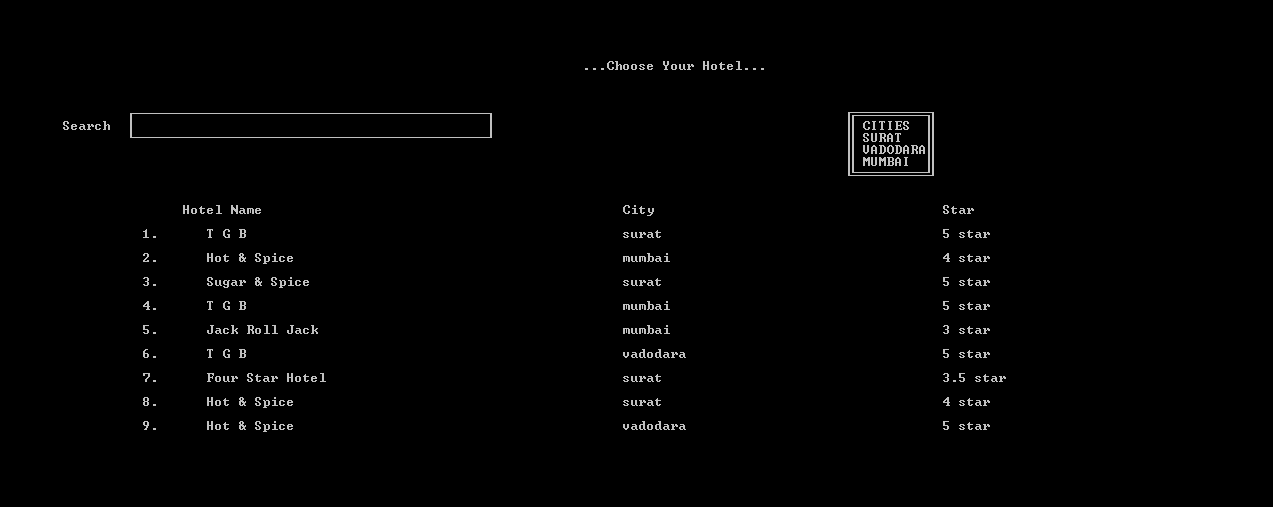 ...Choose Your Hotel...
Search
CITIES
SURAT
VADODARA
MUMBAI
Hotel Name City Star
1. T G B surat 5 star
2. Hot & Spice mumbai 4 star
3. Sugar & Spice surat 5 star
4. T G B mumbai 5 star
5. Jack Roll Jack mumbai 3 star
6. T G B vadodara 5 star
7. Four Star Hotel surat 3.5 star
8. Hot & Spice surat 4 star
9. Hot & Spice vadodara 5 star